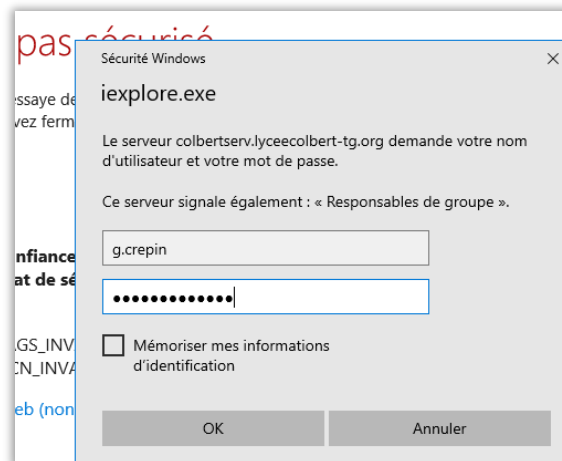 pas sécurisé
Sécurité Windows
essaye de
vez ferm
iexplore.exe
Le serveur colbertserv.lyceecolbert-tg.org demande votre nom
d'utilisateur et votre mot de passe.
Ce serveur signale également : « Responsables de groupe ».
g.crepin
nfiance
at de sé
•••••••••••••
Mémoriser mes informations
d'identification
AGS_INV
CN_INVA
eb (non
OK
Annuler